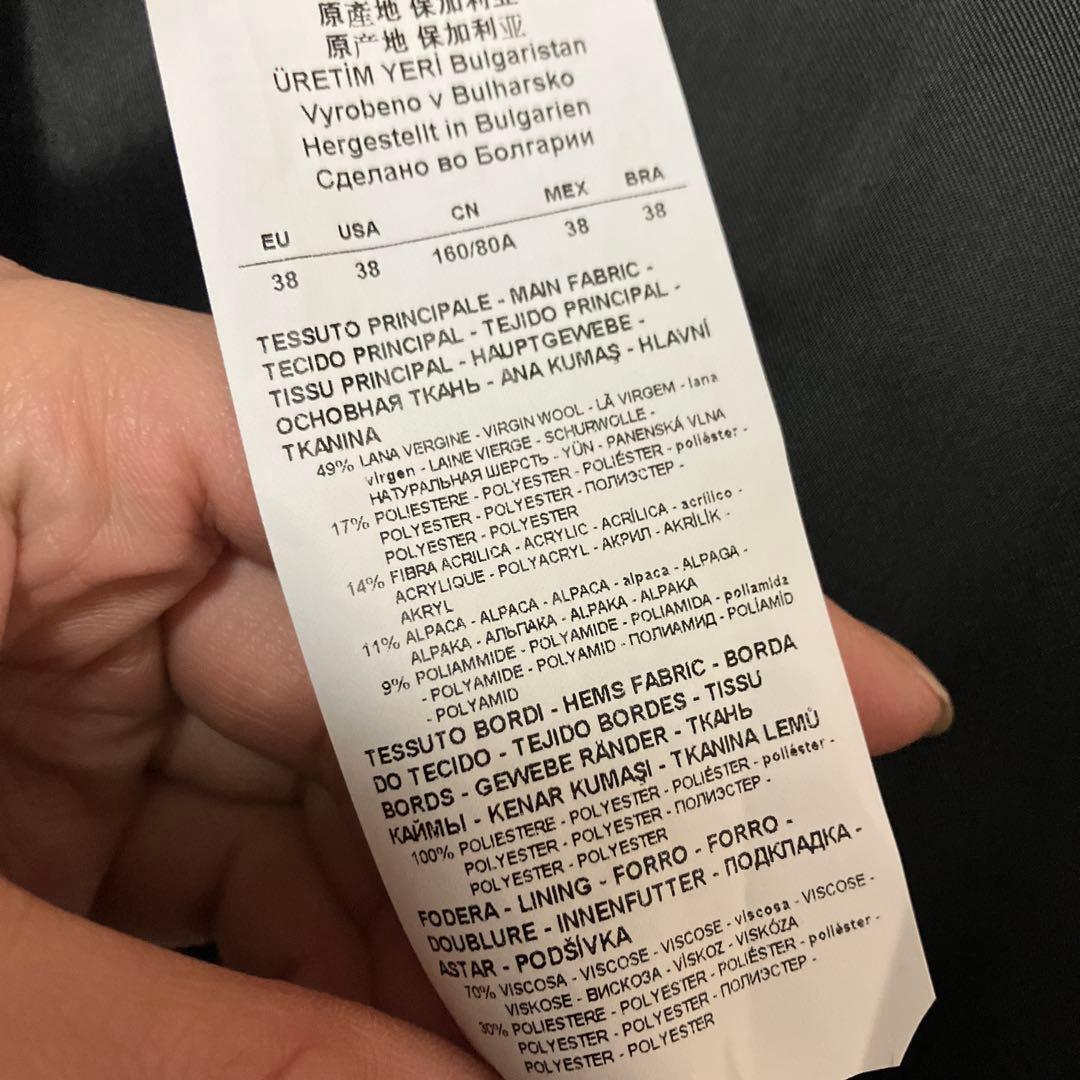 原產地 保加利亚
原产地 保加利亚
ÜRETİM YERİ Bulgaristan
Vyrobeno v Bulharsko
Hergestellt in Bulgarien
Сделано во Болгарии
EU USA CN MEX BRA
38 38 160/80A 38 38
TESSUTO PRINCIPALE - MAIN FABRIC -
TECIDO PRINCIPAL - TEJIDO PRINCIPAL -
TISSU PRINCIPAL - HAUPTGEWEBE -
ОСНОВНАЯ ТКАНЬ - ANA KUMAŞ - HLAVNÍ
TKANINA
49% LANA VERGINE - VIRGIN WOOL - LÃ VIRGEM - lana
virgen - LAINE VIERGE - SCHURWOLLE -
НАТУРАЛЬНАЯ ШЕРСТЬ - YÜN - PANENSKÁ VLNA
17% POLIESTERE - POLYESTER - POLIÉSTER - poliéster -
POLYESTER - POLYESTER - ПОЛИЭСТЕР -
POLYESTER - POLYESTER
14% FIBRA ACRILICA - ACRYLIC - ACRÍLICA - acrílico -
ACRYLIQUE - POLYACRYL - АКРИЛ - AKRİLİK -
AKRYL
11% ALPACA - ALPACA - ALPACA - alpaca - ALPAGA -
ALPAKA - АЛЬПАКА - ALPAKA - ALPAKA
9% POLIAMMIDE - POLYAMIDE - POLIAMIDA - poliamida
- POLYAMIDE - POLYAMID - ПОЛИАМИД - POLİAMİD
- POLYAMID
TESSUTO BORDI - HEMS FABRIC - BORDA
DO TECIDO - TEJIDO BORDES - TISSU
BORDS - GEWEBE RÄNDER - ТКАНЬ
КАЙМЫ - KENAR KUMAŞI - TKANINA LEMŮ
100% POLIESTERE - POLYESTER - POLIÉSTER - poliéster -
POLYESTER - POLYESTER - ПОЛИЭСТЕР -
POLYESTER - POLYESTER
FODERA - LINING - FORRO - FORRO -
DOUBLURE - INNENFUTTER - ПОДКЛАДКА -
ASTAR - PODŠÍVKA
70% VISCOSA - VISCOSE - VISCOSE - viscosa - VISCOSE -
VISKOSE - ВИСКОЗА - VİSKOZ - VISKÓZA
30% POLIESTERE - POLYESTER - POLIÉSTER - poliéster -
POLYESTER - POLYESTER - ПОЛИЭСТЕР -
POLYESTER - POLYESTER